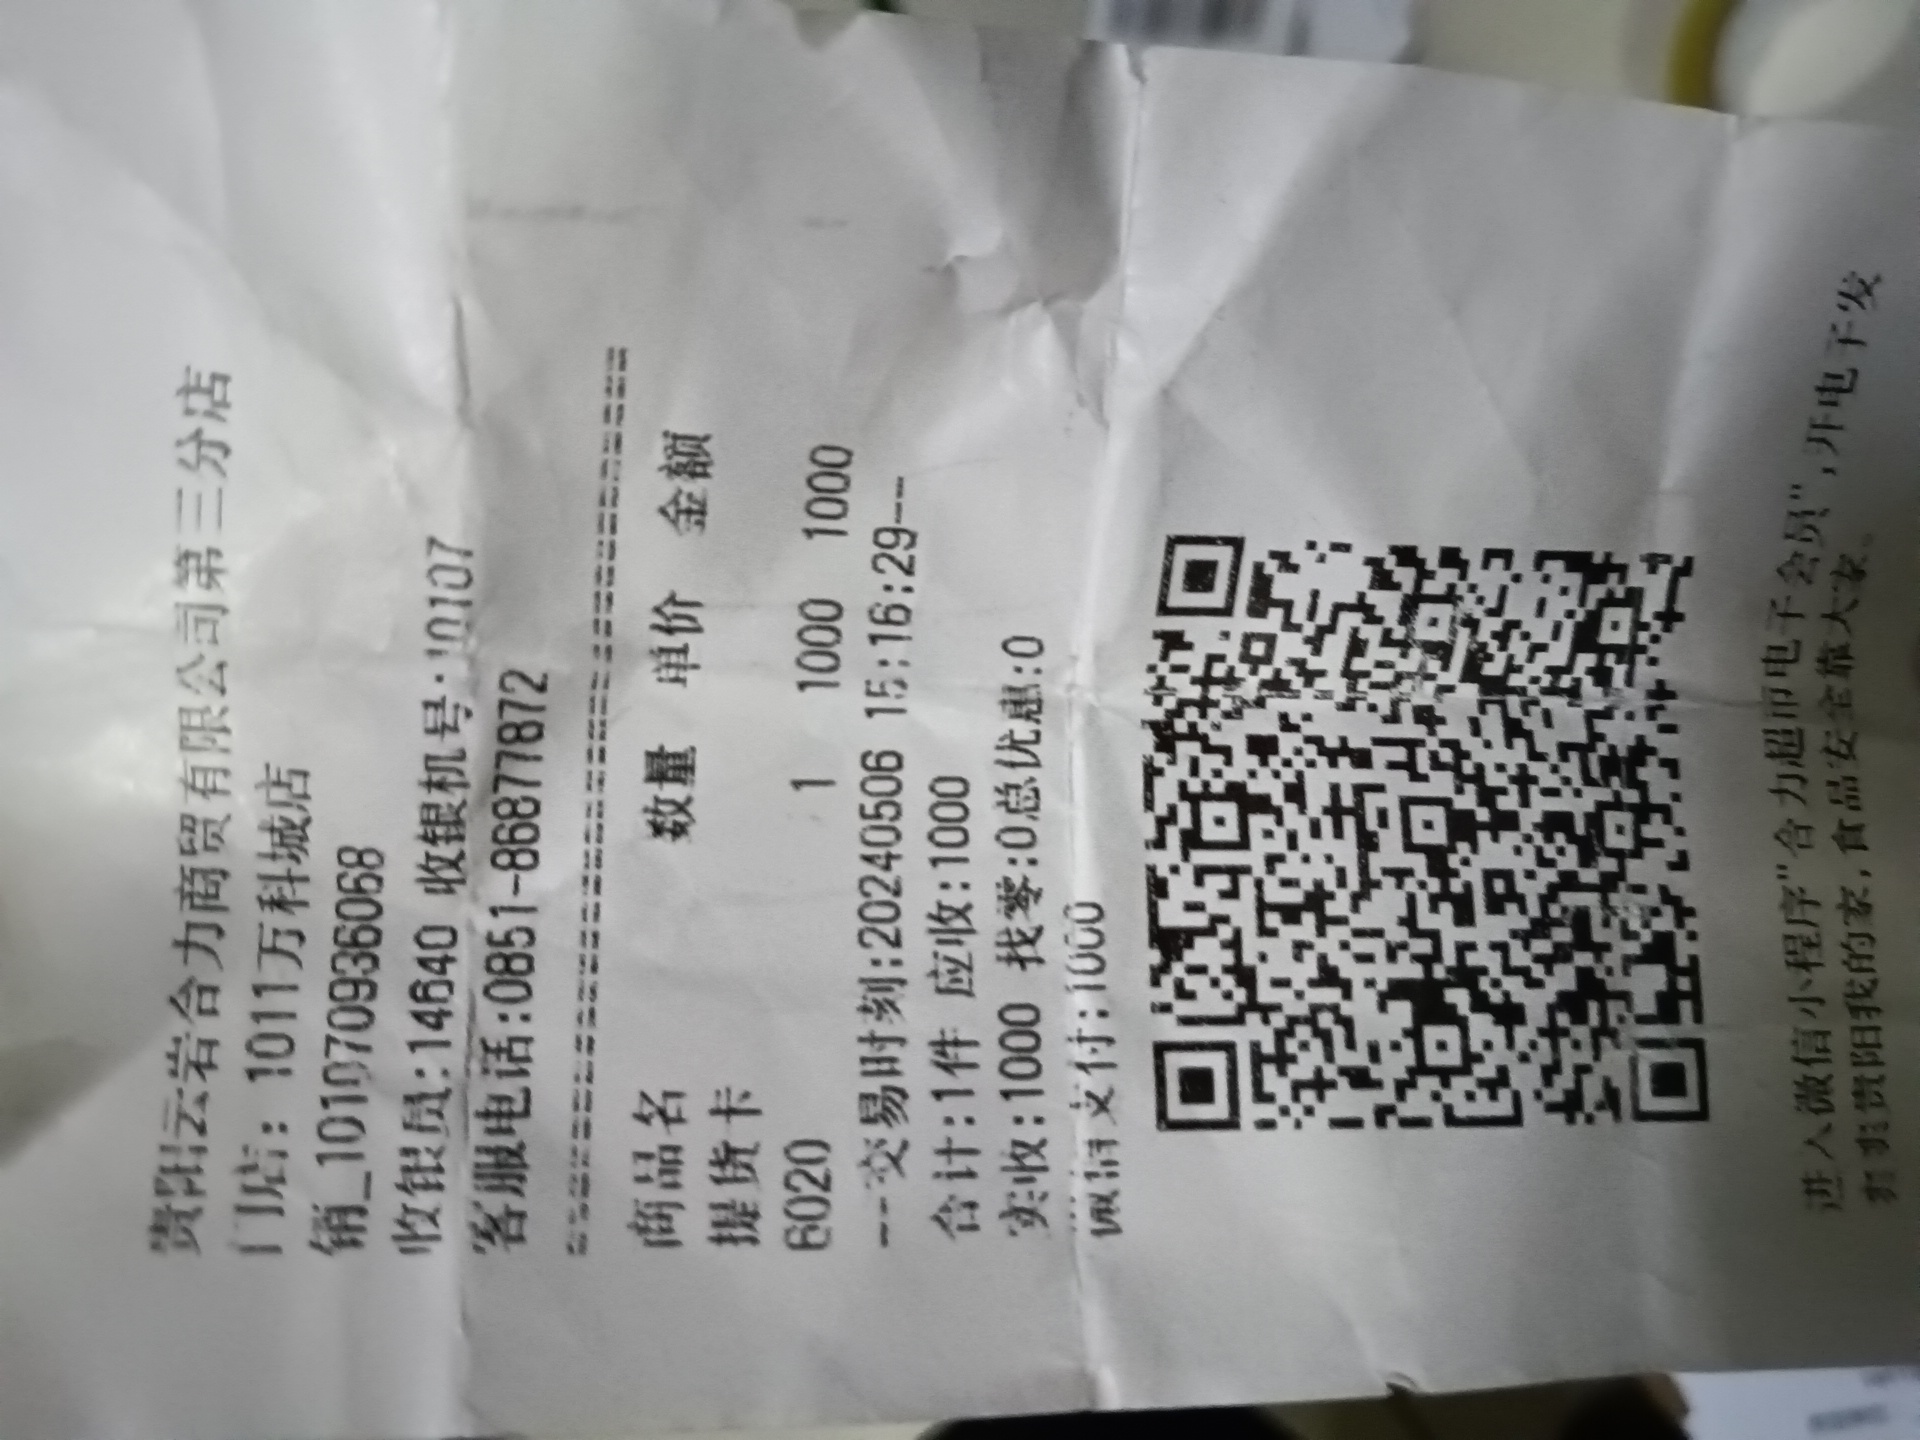 贵阳云岩合力商贸有限公司第三分店
门店: 1011万科城店
销_101070936068
收银员:14640 收银机号:10107
客服电话:0851-86877872
商品名 数量 单价 金额
提货卡
6020 1 1000 1000
---交易时刻:20240506 15:16:29---
合计:1件 应收:1000
实收:1000 找零:0总优惠:0
微信支付:1000
进入微信小程序"合力超市电子会员",开电子发
票 贵阳我的家,食品安全靠大家。